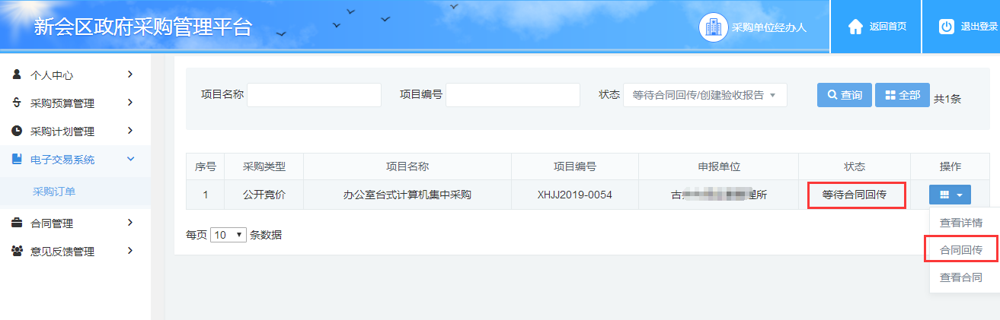 新会区政府采购管理平台
采购单位经办人
返回首页
退出登录
个人中心
采购预算管理
采购计划管理
电子交易系统
采购订单
合同管理
意见反馈管理
项目名称 项目编号 状态 等待合同回传/创建验收报告 查询 全部 共1条
序号 采购类型 项目名称 项目编号 申报单位 状态 操作
1 公开竞价 办公室台式计算机集中采购 XHJJ2019-0054 古 理所 等待合同回传
查看详情
合同回传
查看合同
每页 10 条数据